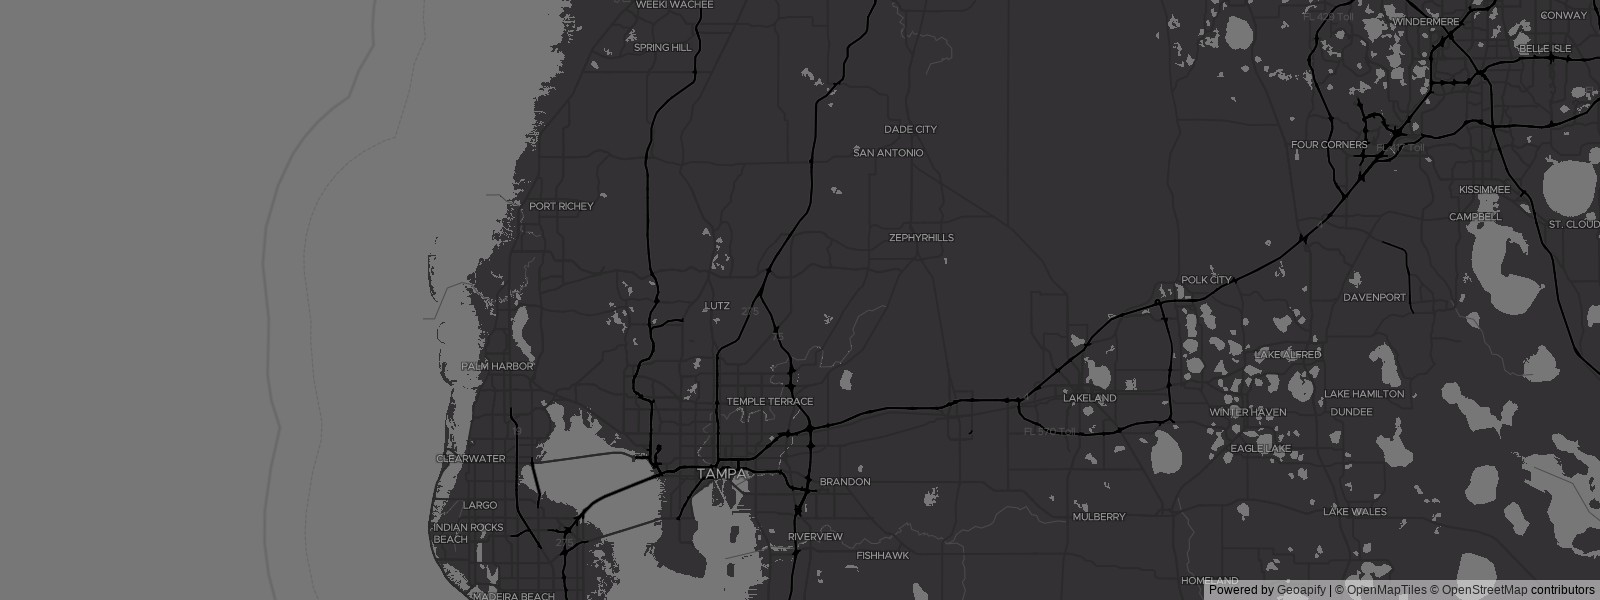 WEEKI WACHEE
FL 429 Toll
WINDERMERE
CONWAY
SPRING HILL
BELLE ISLE
DADE CITY
SAN ANTONIO
FOUR CORNERS
FL 417 Toll
KISSIMMEE
PORT RICHEY
CAMPBELL
ST. CLOUD
ZEPHYRHILLS
POLK CITY
DAVENPORT
LUTZ
275
75
LAKE ALFRED
PALM HARBOR
LAKE HAMILTON
TEMPLE TERRACE
LAKELAND
WINTER HAVEN
DUNDEE
19
FL 570 Toll
EAGLE LAKE
CLEARWATER
TAMPA
BRANDON
LARGO
LAKE WALES
MULBERRY
INDIAN ROCKS
BEACH
RIVERVIEW
275
FISHHAWK
HOMELAND
MADEIRA BEACH
Powered by Geoapify | © OpenMapTiles © OpenStreetMap contributors